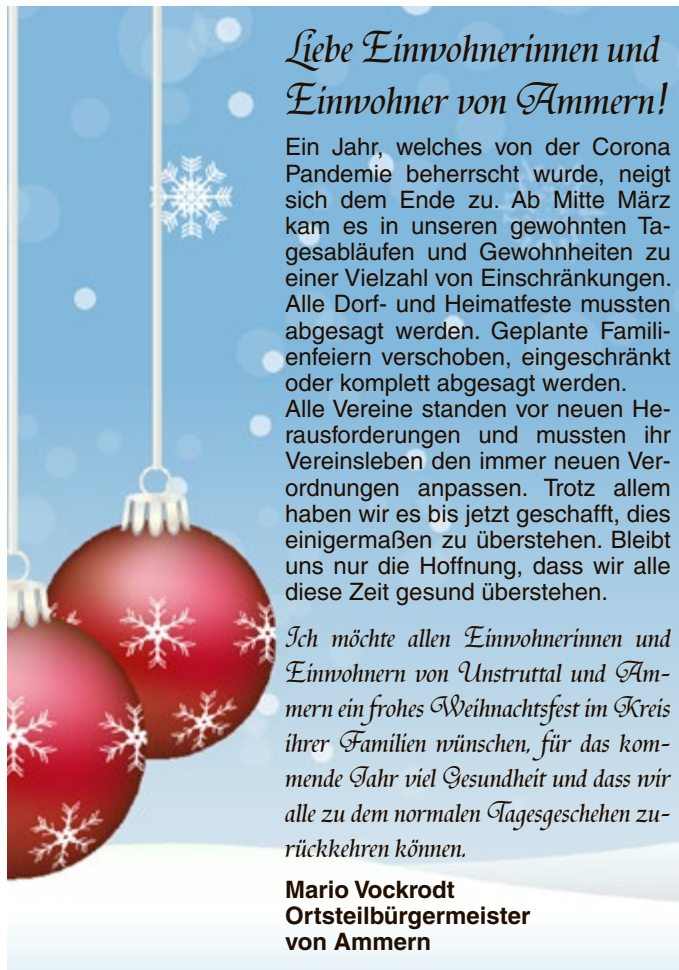 Liebe Einwohnerinnen und
Einwohner von Ammern!
Ein Jahr, welches von der Corona
Pandemie beherrscht wurde, neigt
sich dem Ende zu. Ab Mitte März
kam es in unseren gewohnten Ta-
gesabläufen und Gewohnheiten zu
einer Vielzahl von Einschränkungen.
Alle Dorf- und Heimatfeste mussten
abgesagt werden. Geplante Famili-
enfeiern verschoben, eingeschränkt
oder komplett abgesagt werden.
Alle Vereine standen vor neuen He-
rausforderungen und mussten ihr
Vereinsleben den immer neuen Ver-
ordnungen anpassen. Trotz allem
haben wir es bis jetzt geschafft, dies
einigermaßen zu überstehen. Bleibt
uns nur die Hoffnung, dass wir alle
diese Zeit gesund überstehen.
Ich möchte allen Einwohnerinnen und
Einwohnern von Unstruttal und Am-
mern ein frohes Weihnachtsfest im Kreis
ihrer Familien wünschen, für das kom-
mende Jahr viel Gesundheit und dass wir
alle zu dem normalen Tagesgeschehen zu-
rückkehren können.
Mario Vockrodt
Ortsteilbürgermeister
von Ammern